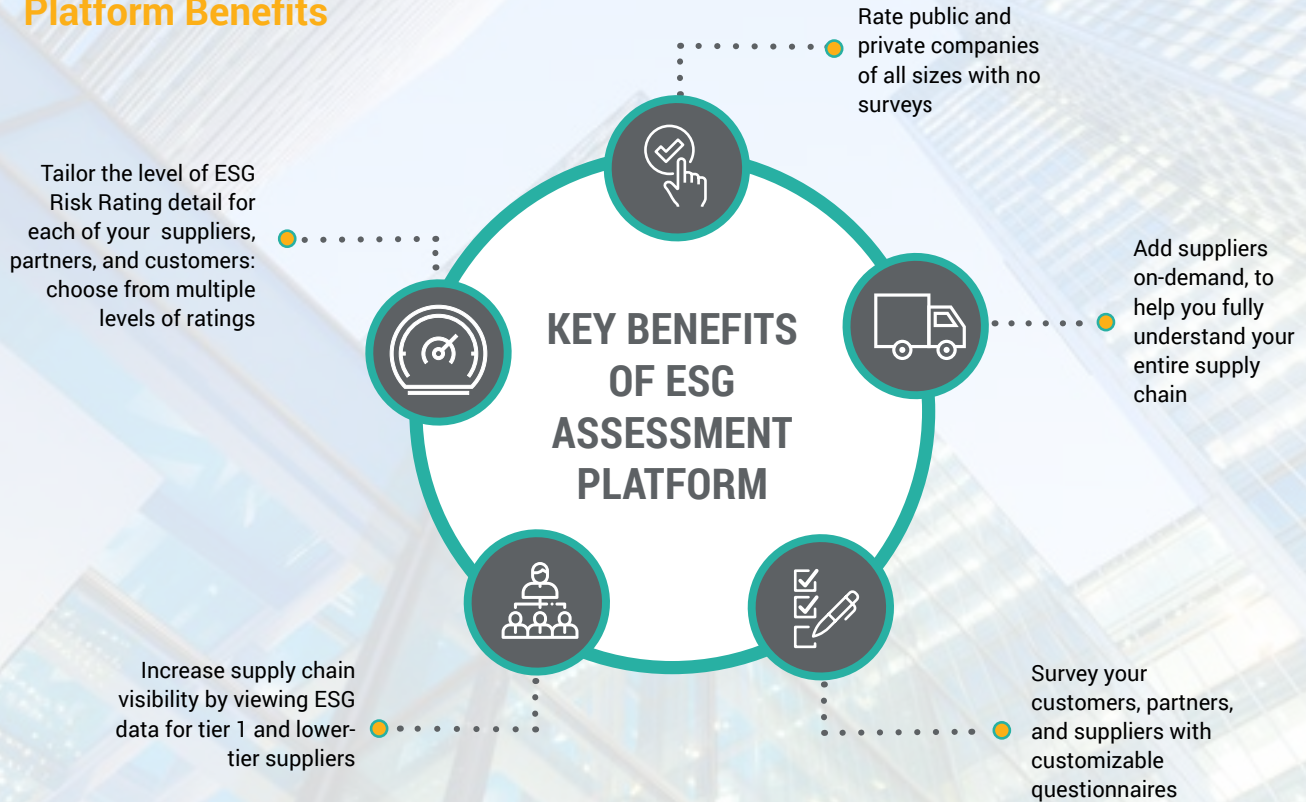 Platform Benefits
Rate public and
private companies
of all sizes with no
surveys
Tailor the level of ESG
Risk Rating detail for
each of your suppliers,
partners, and customers:
choose from multiple
levels of ratings
Add suppliers
on-demand, to
help you fully
understand your
entire supply
chain
KEY BENEFITS
OF ESG
ASSESSMENT
PLATFORM
Increase supply chain
visibility by viewing ESG
data for tier 1 and lower-
tier suppliers
Survey your
customers, partners,
and suppliers with
customizable
questionnaires